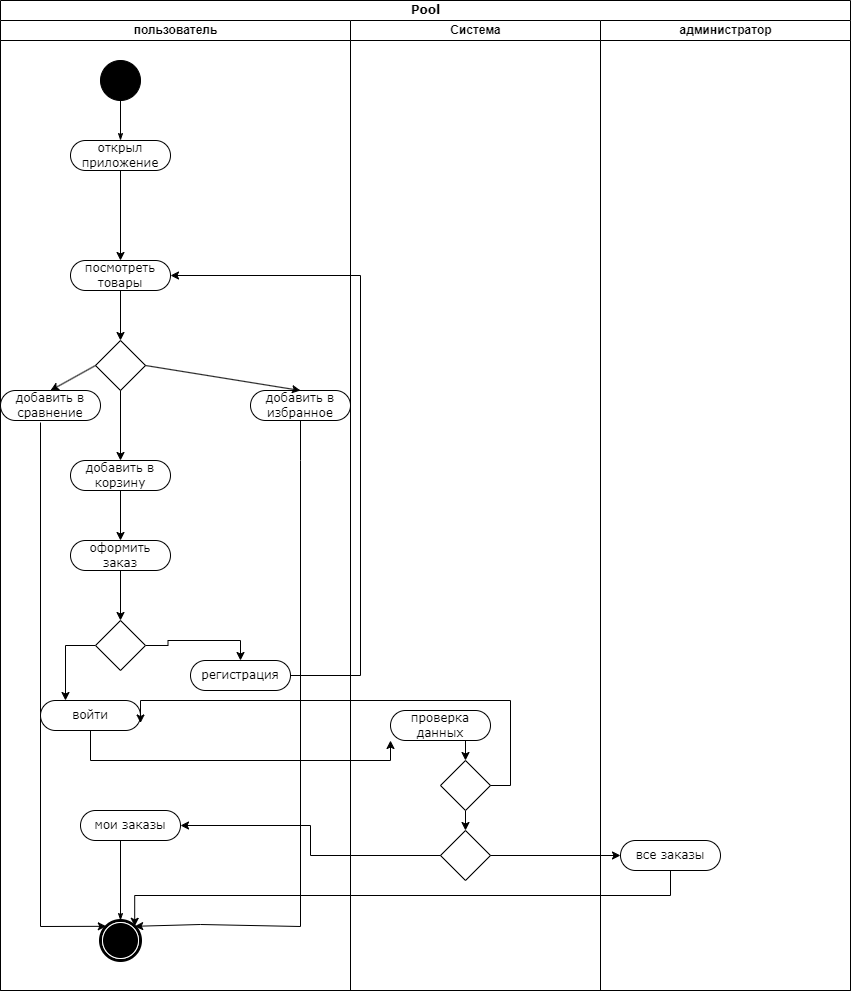 Pool
пользователь
Система
администратор
открыл
приложение
посмотреть
товары
добавить в
сравнение
добавить в
избранное
добавить в
корзину
оформить
заказ
регистрация
войти
проверка
данных
мои заказы
все заказы